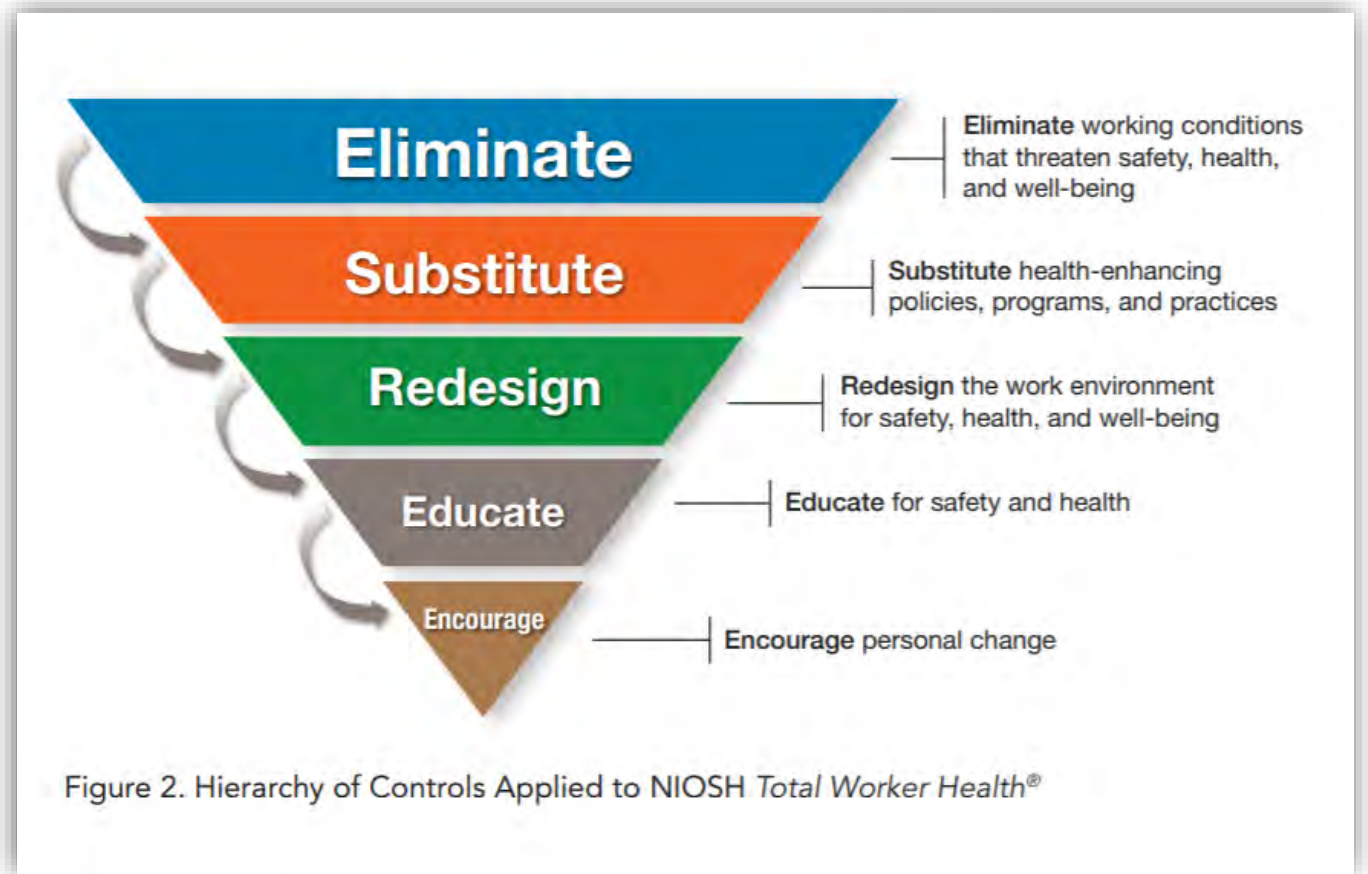 Eliminate
Eliminate working conditions
that threaten safety, health,
and well-being
Substitute
Substitute health-enhancing
policies, programs, and practices
Redesign
Redesign the work environment
for safety, health, and well-being
Educate
Educate for safety and health
Encourage
Encourage personal change
Figure 2. Hierarchy of Controls Applied to NIOSH Total Worker Health®